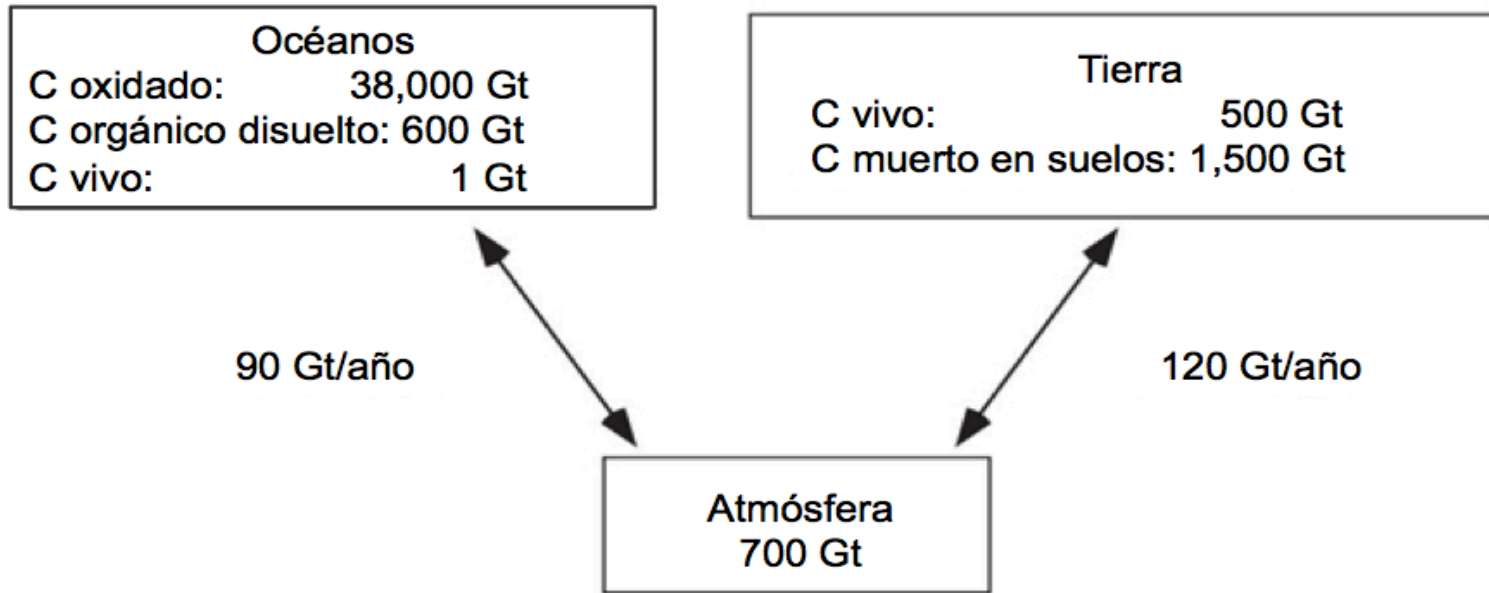 Océanos
C oxidado: 38,000 Gt
C orgánico disuelto: 600 Gt
C vivo: 1 Gt
Tierra
C vivo: 500 Gt
C muerto en suelos: 1,500 Gt
90 Gt/año
120 Gt/año
Atmósfera
700 Gt